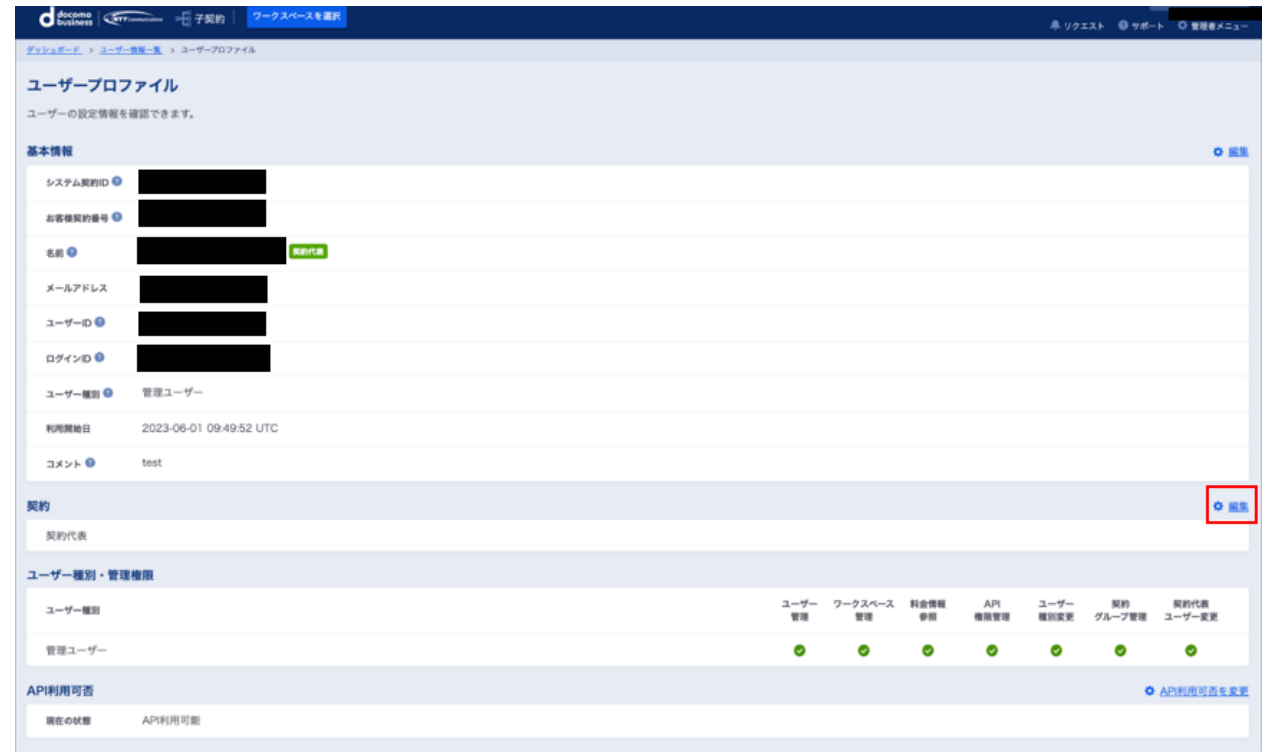 docomo business NTT Communications 子契約 ワークスペースを選択
リクエスト サポート 管理者メニュー
ダッシュボード > ユーザー情報一覧 > ユーザープロファイル
ユーザープロファイル
ユーザーの設定情報を確認できます。
基本情報 編集
システム契約ID
お客様契約番号
名前 契約代表
メールアドレス
ユーザーID
ログインID
ユーザー種別 管理ユーザー
利用開始日 2023-06-01 09:49:52 UTC
コメント test
契約 編集
契約代表
ユーザー種別・管理権限
ユーザー種別 ユーザー管理 ワークスペース管理 料金情報参照 API権限管理 ユーザー種別変更 契約グループ管理 契約代表ユーザー変更
管理ユーザー
API利用可否 API利用可否を変更
現在の状態 API利用可能